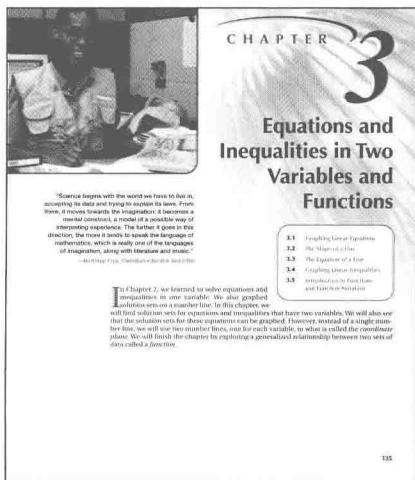 CHAPTER 3
Equations and
Inequalities in Two
Variables and
Functions
"Science begins with the world we have to live in,
accepting its data and trying to explain its laws. From
there, it moves towards the imagination: it becomes a
mental construct, a model of a possible way of
interpreting experience. The further it goes in this
direction, the more it tends to speak the language of
mathematics, which is really one of the languages
of imagination, along with literature and music."
—Northrop Frye, Canadian educator and critic
3.1 Graphing Linear Equations
3.2 The Slope of a Line
3.3 The Equation of a Line
3.4 Graphing Linear Inequalities
3.5 Introduction to Functions
and Function Notation
In Chapter 2, we learned to solve equations and
inequalities in one variable. We also graphed
solution sets on a number line. In this chapter, we
will find solution sets for equations and inequalities that have two variables. We will also see
that the solution sets for these equations can be graphed. However, instead of a single num-
ber line, we will use two number lines, one for each variable, in what is called the coordinate
plane. We will finish the chapter by exploring a generalized relationship between two sets of
data called a function.
135